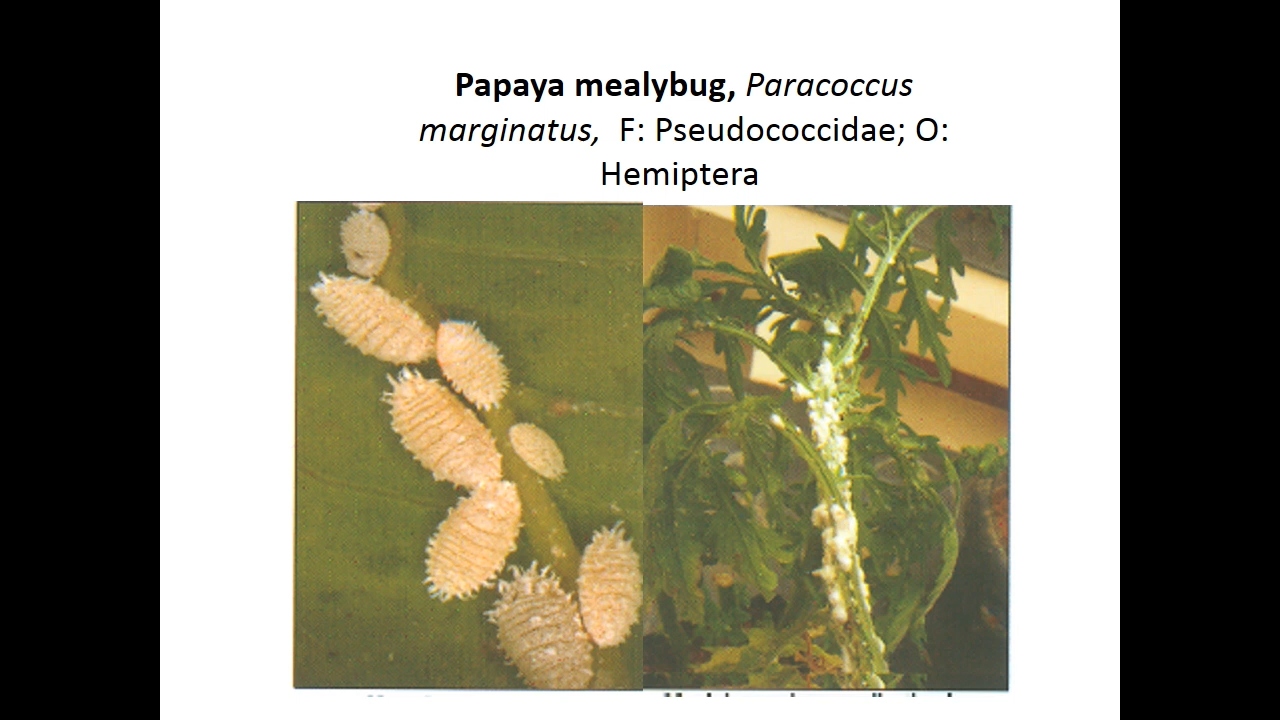 Papaya mealybug, Paracoccus
marginatus, F: Pseudococcidae; O:
Hemiptera